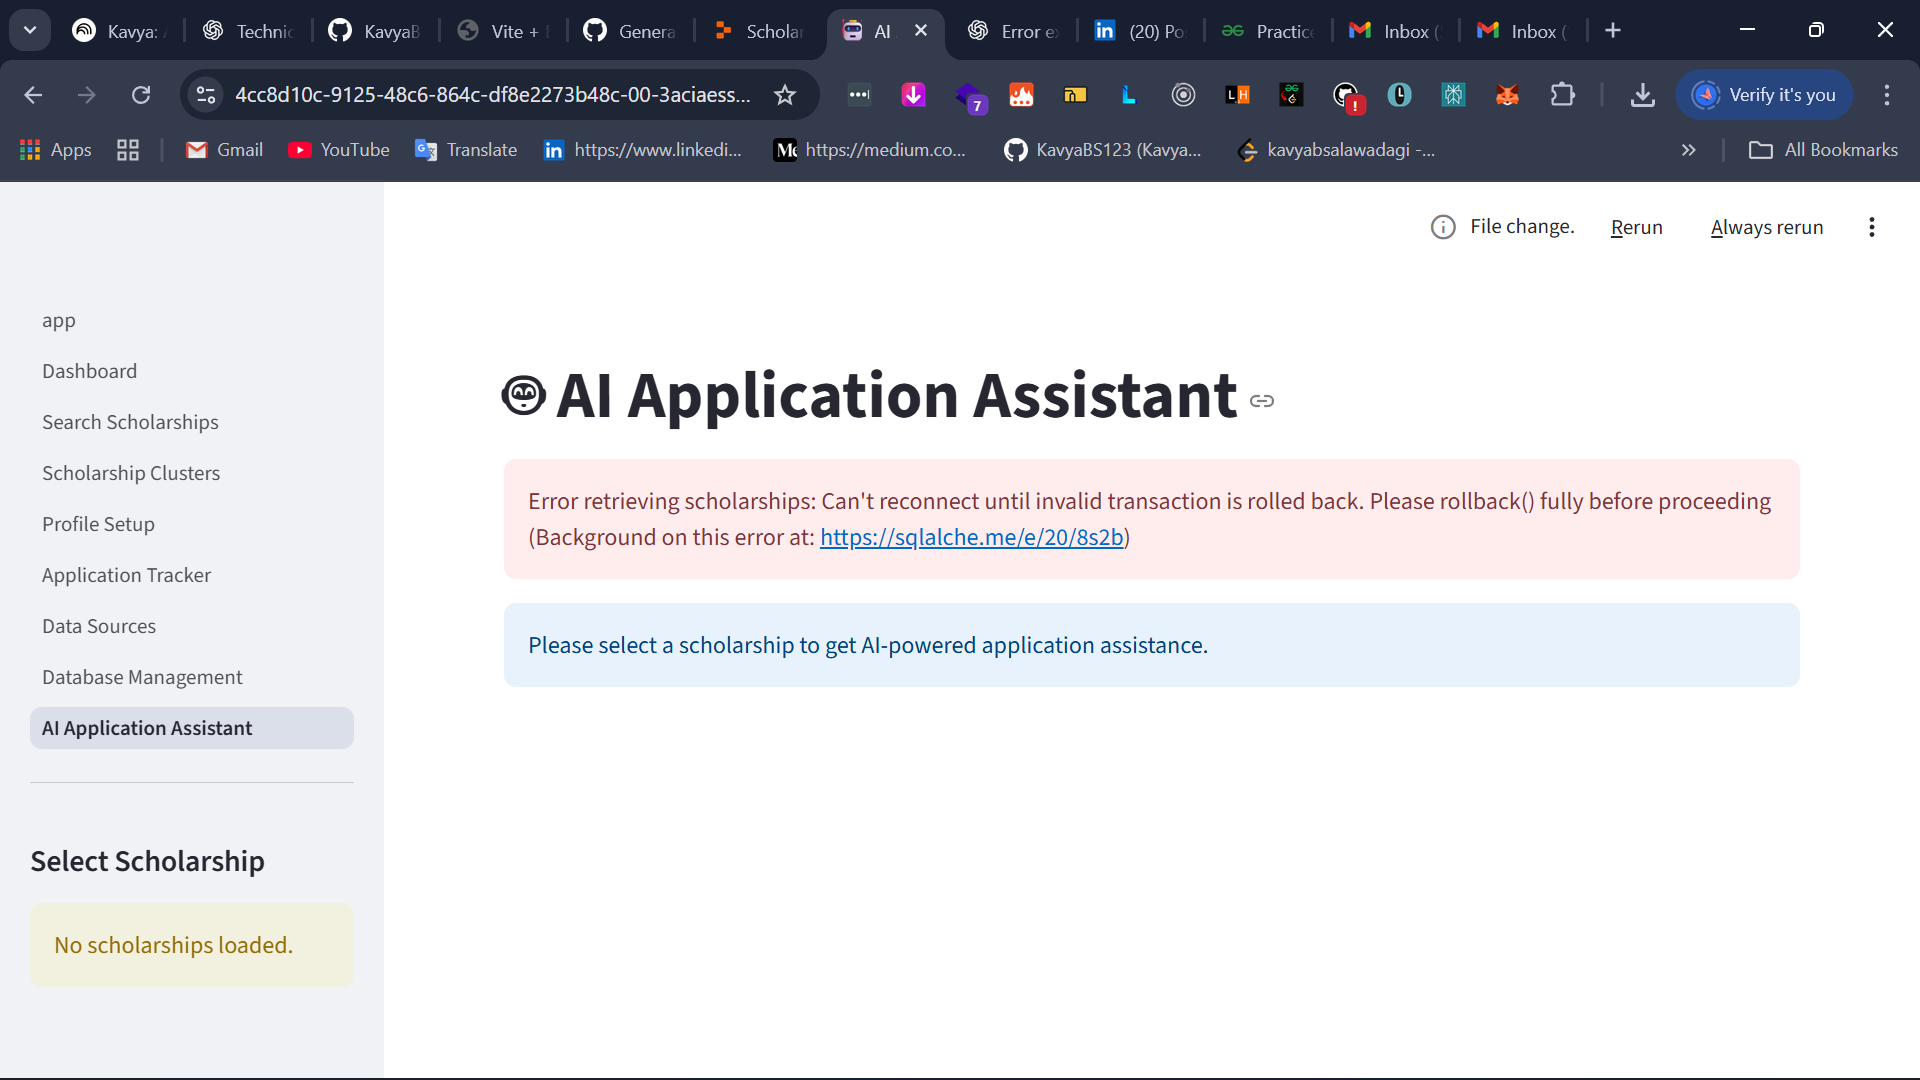 Kavya: A
Technic
KavyaB
Vite +
Genera
Scholar
AI
Error ex
(20) Po
Practice
Inbox (
Inbox (
4cc8d10c-9125-48c6-864c-df8e2273b48c-00-3aciaess...
7
LH
Verify it's you
Apps
Gmail
YouTube
Translate
https://www.linkedi...
https://medium.co...
KavyaBS123 (Kavya...
kavyabsalawadagi -...
All Bookmarks
File change.
Rerun
Always rerun
app
Dashboard
Search Scholarships
Scholarship Clusters
Profile Setup
Application Tracker
Data Sources
Database Management
AI Application Assistant
Select Scholarship
No scholarships loaded.
AI Application Assistant
Error retrieving scholarships: Can't reconnect until invalid transaction is rolled back. Please rollback() fully before proceeding
(Background on this error at: https://sqlalche.me/e/20/8s2b)
Please select a scholarship to get AI-powered application assistance.